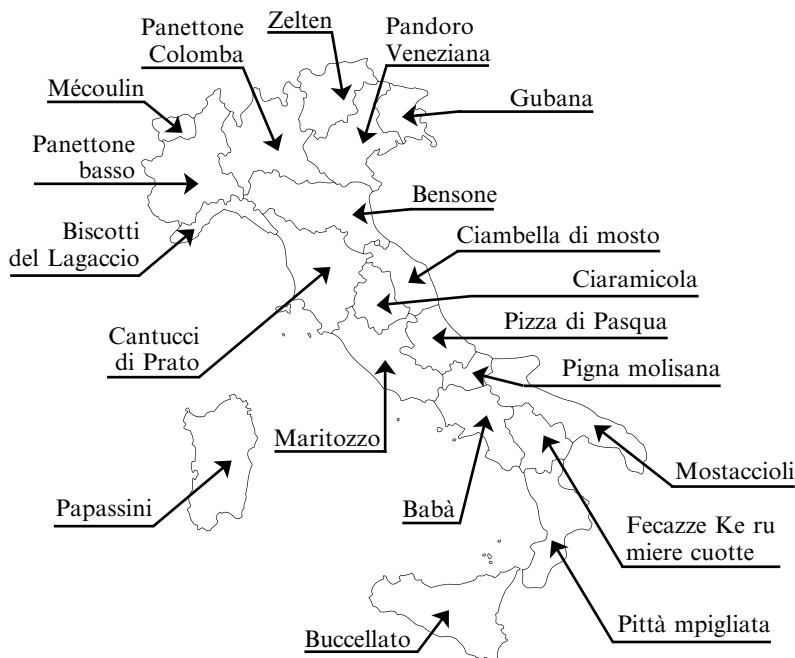 Zelten
Panettone
Colomba
Pandoro
Veneziana
Mécoulin
Gubana
Panettone
basso
Bensone
Biscotti
del Lagaccio
Ciambella di mosto
Ciaramicola
Cantucci
di Prato
Pizza di Pasqua
Pigna molisana
Maritozzo
Mostaccioli
Papassini
Babà
Fecazze Ke ru
miere cuotte
Buccellato
Pittà mpigliata